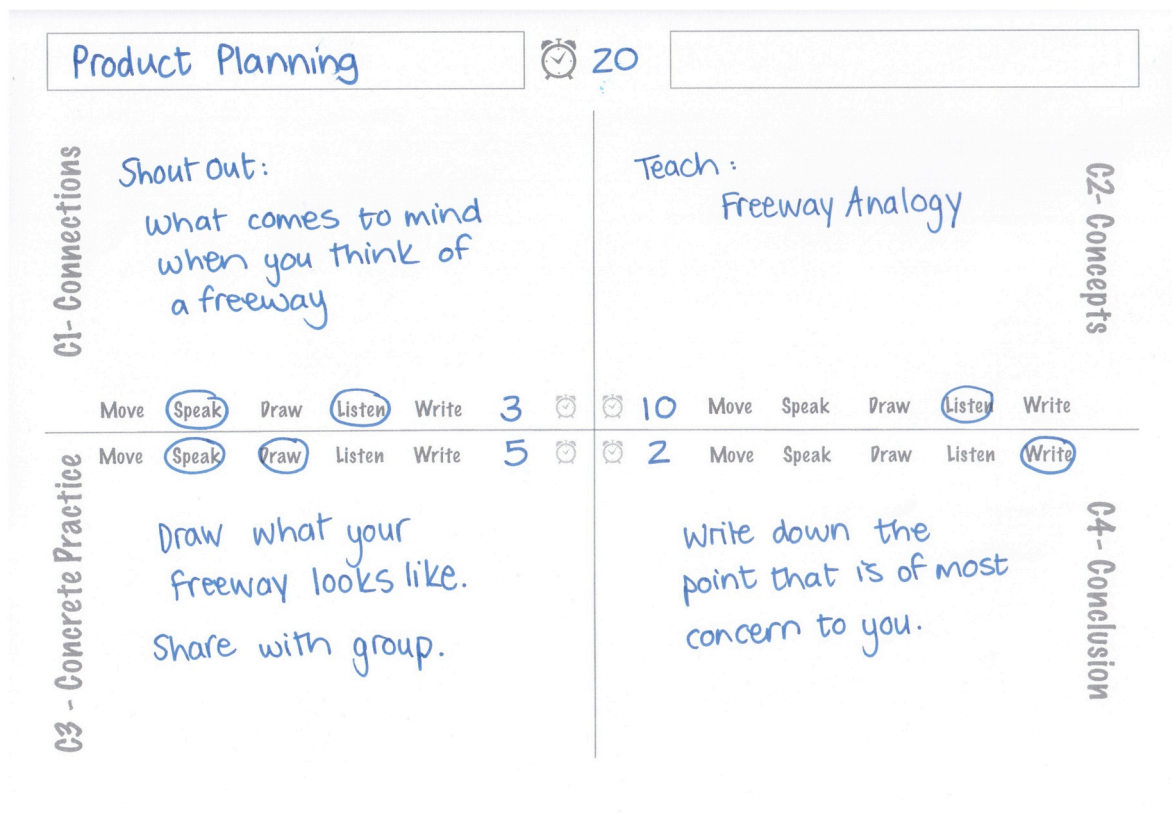 Product Planning
20
C1- Connections
Shout Out:
What comes to mind
when you think of
a freeway
Move Speak Draw Listen Write 3
C2- Concepts
Teach:
Freeway Analogy
10 Move Speak Draw Listen Write
C3 - Concrete Practice
Move Speak Draw Listen Write 5
Draw what your
freeway looks like.
Share with group.
C4- Conclusion
2 Move Speak Draw Listen Write
Write down the
point that is of most
concern to you.